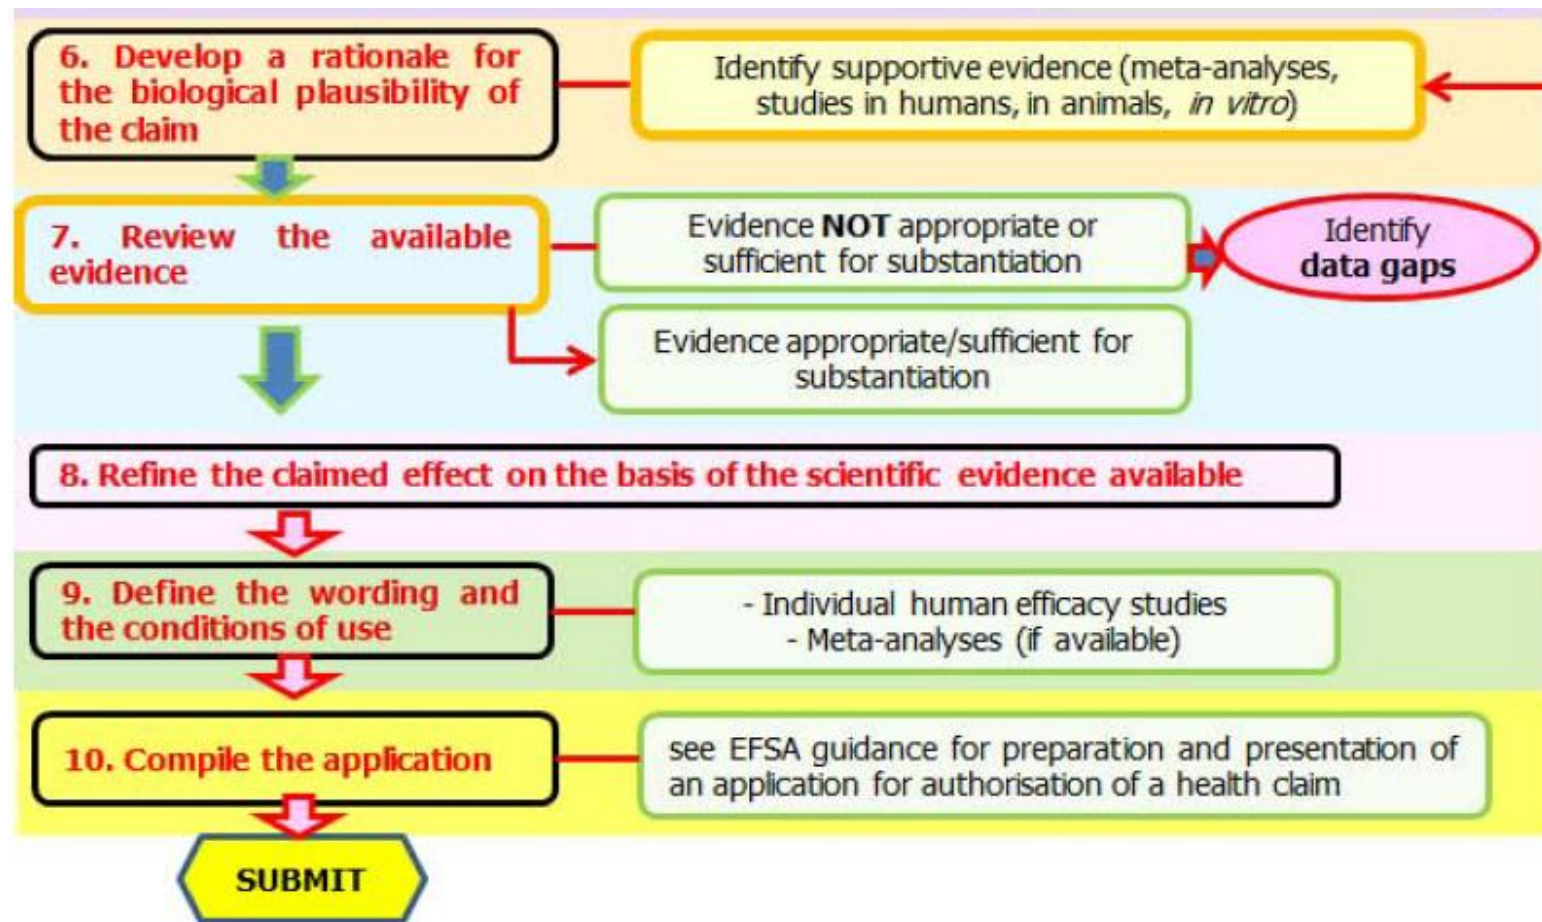 6. Develop a rationale for
the biological plausibility of
the claim
Identify supportive evidence (meta-analyses,
studies in humans, in animals, in vitro)
7. Review the available
evidence
Evidence NOT appropriate or
sufficient for substantiation
Identify
data gaps
Evidence appropriate/sufficient for
substantiation
8. Refine the claimed effect on the basis of the scientific evidence available
9. Define the wording and
the conditions of use
- Individual human efficacy studies
- Meta-analyses (if available)
10. Compile the application
see EFSA guidance for preparation and presentation of
an application for authorisation of a health claim
SUBMIT